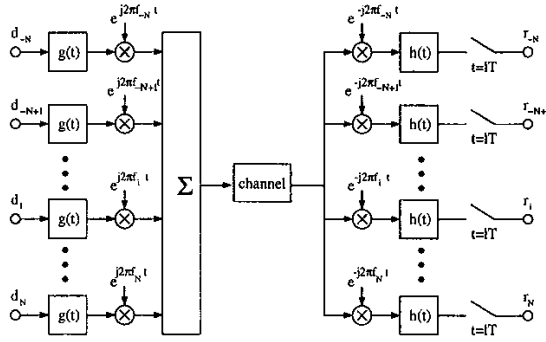 e^{j2πf_{-N} t}
e^{-j2πf_{-N} t}
d_{-N}
g(t)
h(t)
r_{-N}
t=lT
e^{j2πf_{-N+1} t}
e^{-j2πf_{-N+1} t}
d_{-N+1}
g(t)
h(t)
r_{-N+}
t=lT
Σ
channel
e^{j2πf_i t}
e^{-j2πf_i t}
d_i
g(t)
h(t)
r_i
t=lT
e^{j2πf_N t}
e^{-j2πf_N t}
d_N
g(t)
h(t)
r_N
t=lT